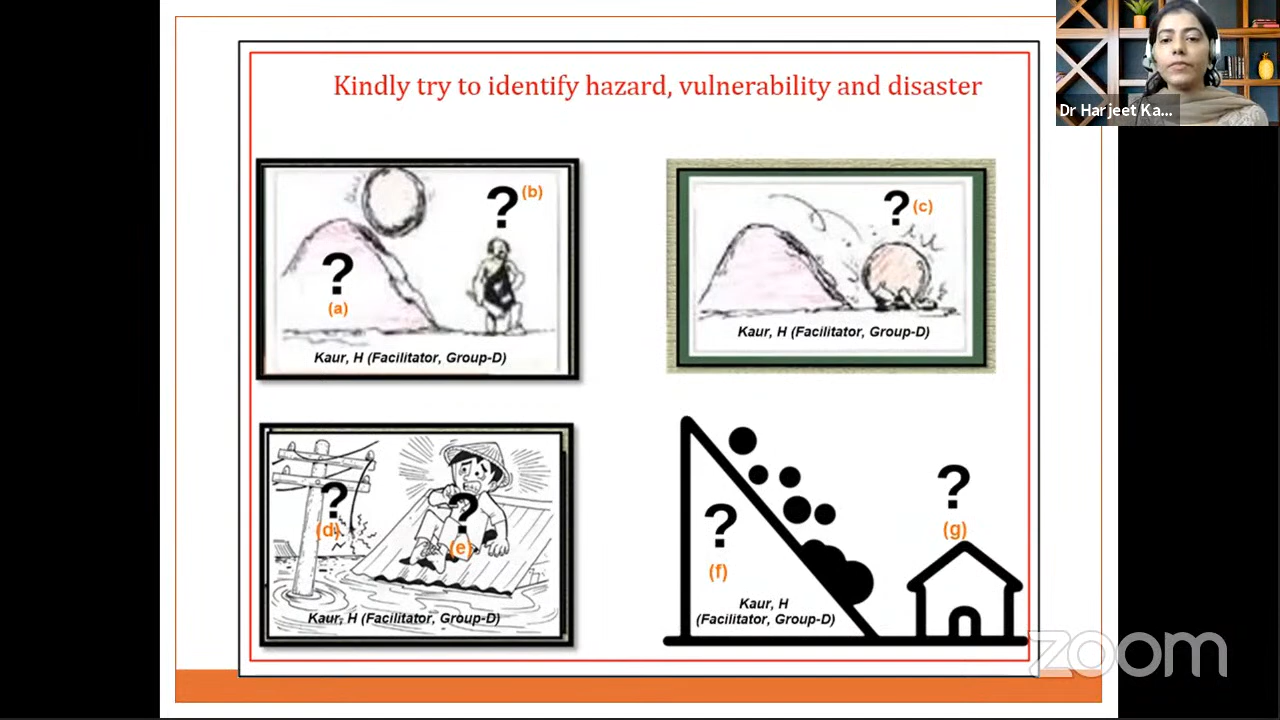 Kindly try to identify hazard, vulnerability and disaster
Dr Harjeet Ka...
? (b)
?
(a)
Kaur, H (Facilitator, Group-D)
? (c)
Kaur, H (Facilitator, Group-D)
?
(d)
?
(e)
Kaur, H (Facilitator, Group-D)
?
(f)
?
(g)
Kaur, H
(Facilitator, Group-D)
zoom